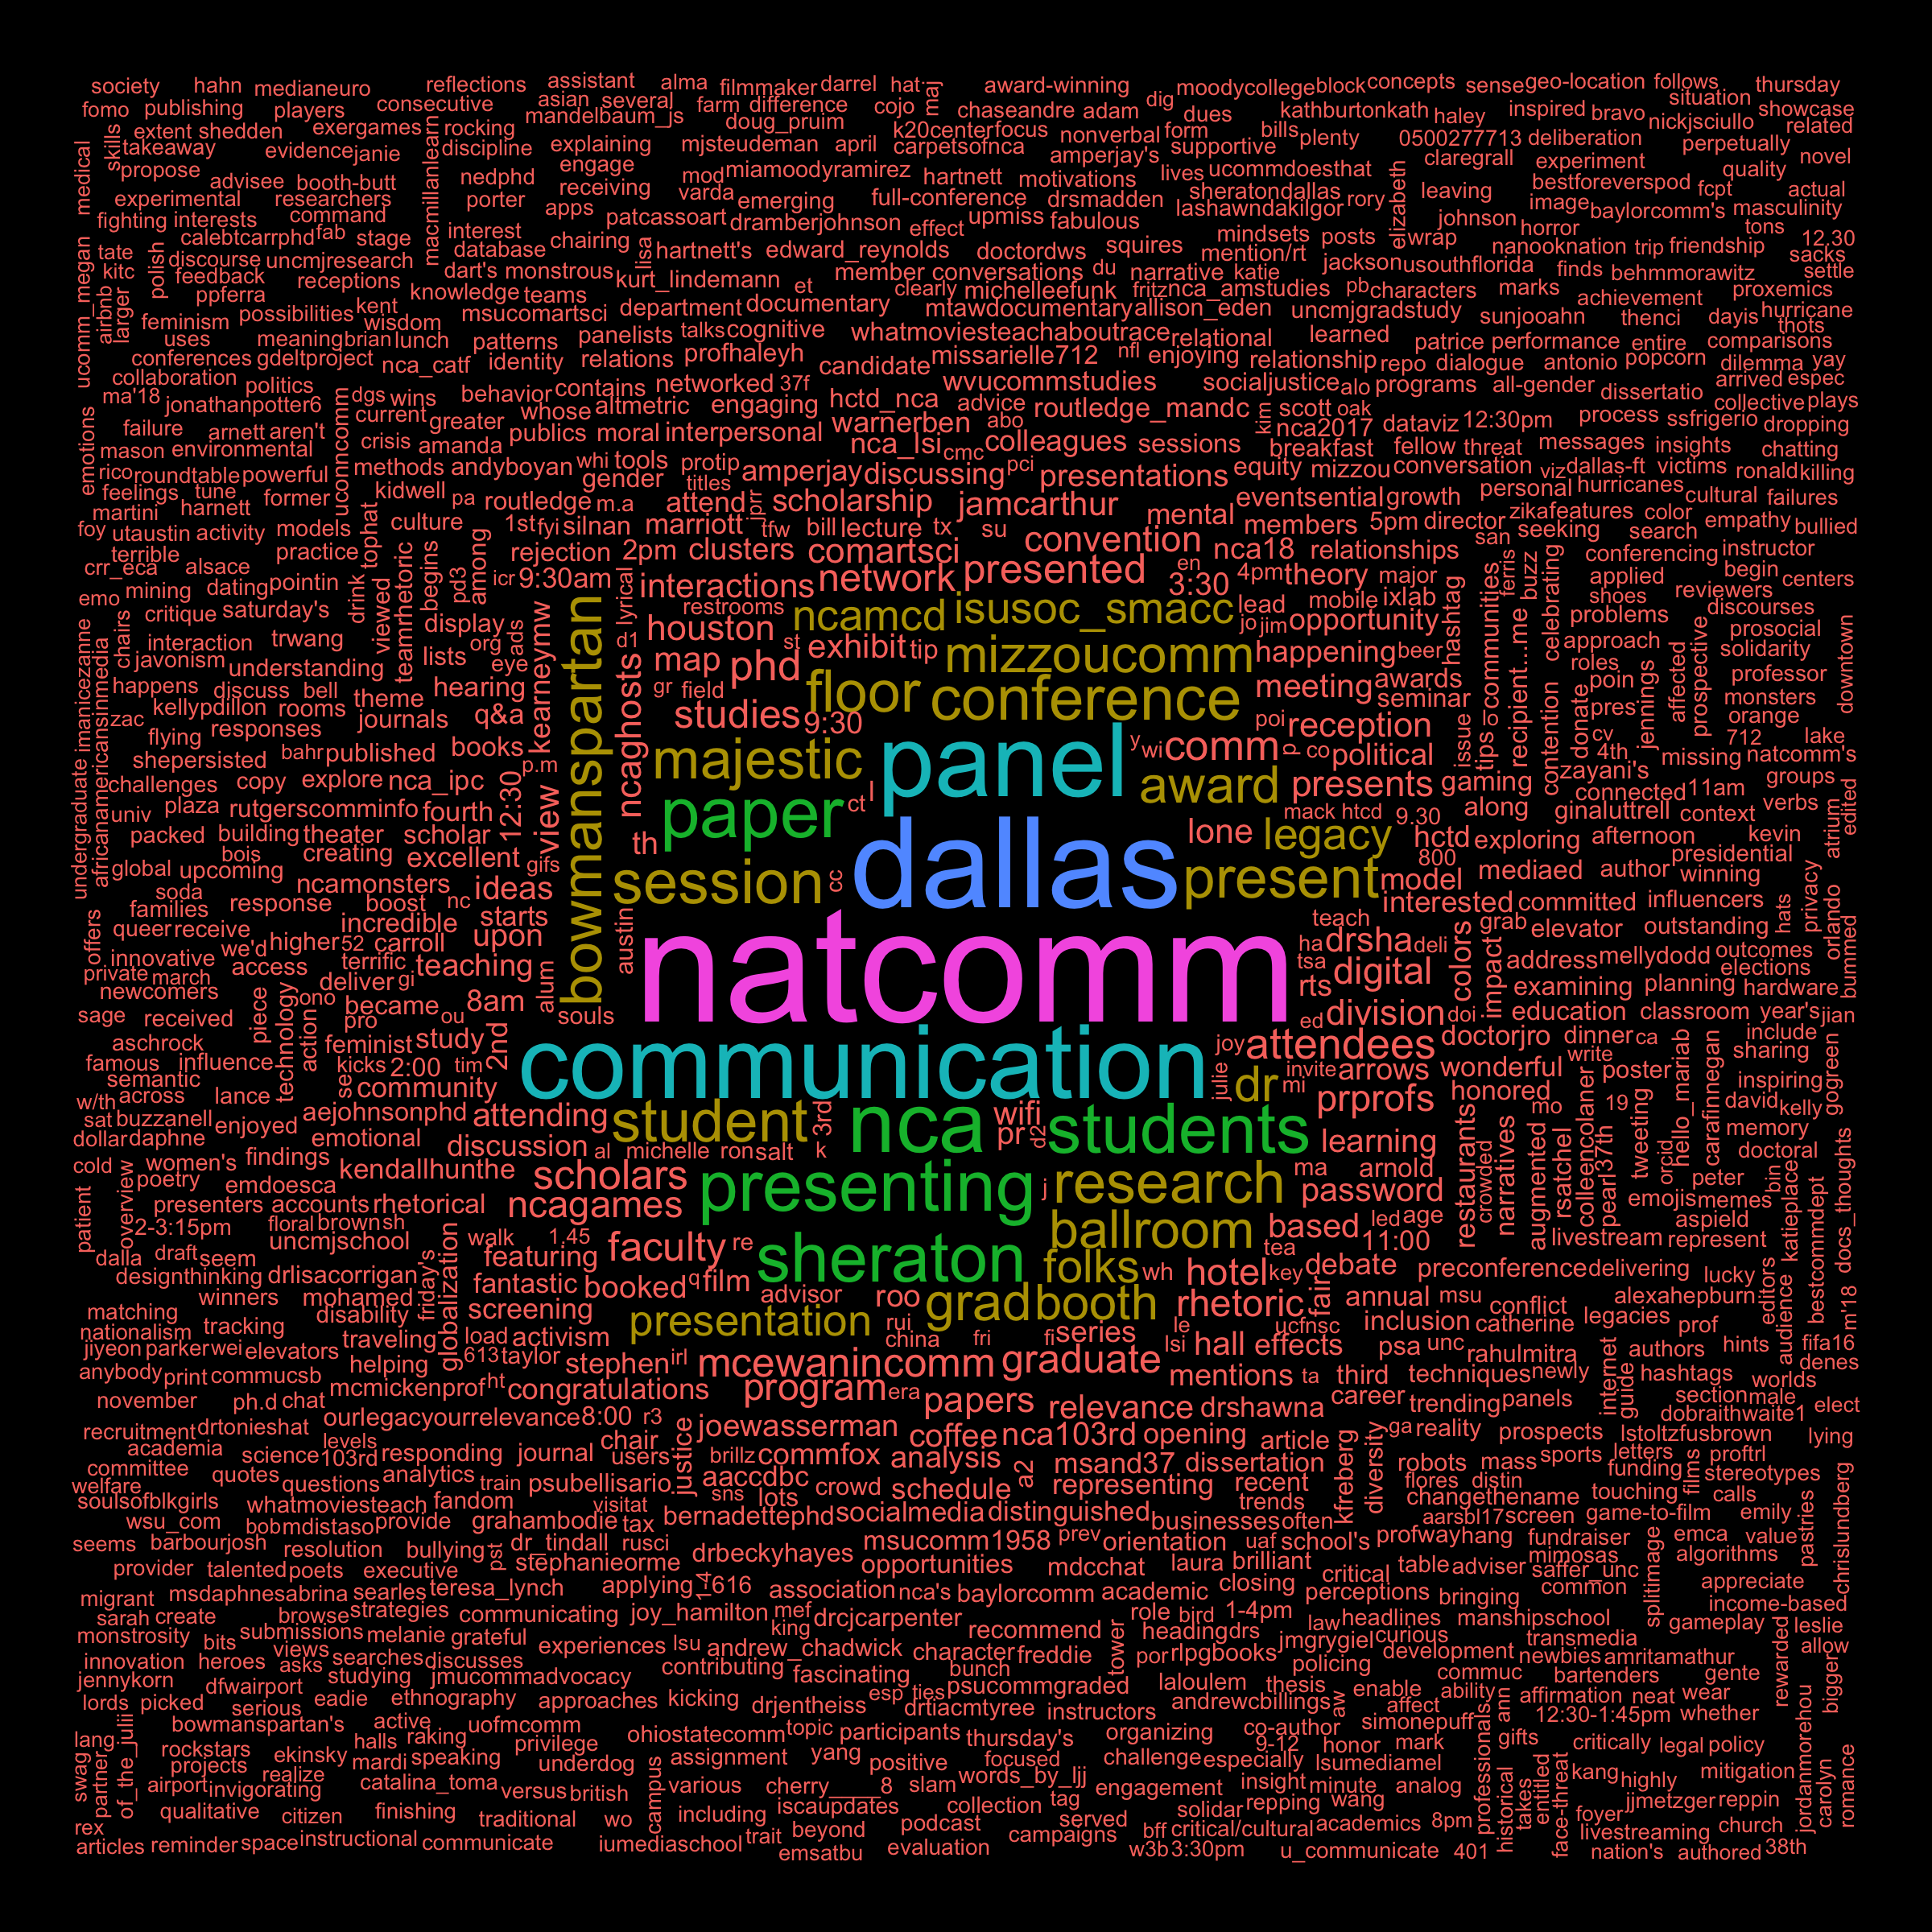 society hahn medianeuro reflections assistant alma filmmaker darrel hat maj award-winning moodycollege block concepts sense geo-location follows thursday
fomo publishing players consecutive asian several farm difference cojo chaseandre adam dig dues kathburtonkath haley inspired bravo situation showcase
skills extent shedden exergames rocking mandelbaum_js doug_pruim k20center focus nonverbal form bills plenty 0500277713 deliberation nickjsciullo related
medical takeaway evidence janie macmillanlearn discipline explaining mjsteudeman april carpetsofnca amperjay's supportive claregrall experiment perpetually novel
propose advisee booth-butt nedphd engage mod miamoodyramirez hartnett motivations lives ucommdoesthat elizabeth leaving bestforeverspod fcpt quality actual
experimental researchers porter receiving varda emerging full-conference drsmadden sheratondallas rory image baylorcomm's masculinity
fighting interests command interest apps patcassoart dramberjohnson effect upmiss fabulous lashawndakilgor johnson horror tons
calebtcarrphd fab stage database chairing lisa hartnett's edward_reynolds doctordws squires mindsets posts wrap nanooknation trip friendship 12.30
ucomm_megan tate polish discourse uncmjresearch dart's monstrous kurt_lindemann member conversations du mention/rt narrative katie jackson usouthflorida finds behmmorawitz sacks
airbnb kitc larger feedback receptions knowledge teams et clearly michelleefunk fritz nca_amstudies pb characters marks achievement proxemics settle
ppferra possibilities kent msucomartsci department documentary mtawdocumentary allison_eden uncmjgradstudy sunjooahn thenci dayis hurricane
feminism wisdom uses meaning brian lunch patterns panelists talks cognitive whatmoviesteachaboutrace relational learned patrice performance entire thots comparisons
conferences gdeltproject nca_catf identity relations profhaleyh candidate missarielle712 nfl enjoying relationship repo dialogue antonio popcorn dilemma yay
collaboration politics dgs wins behavior contains networked 37f wvucommstudies socialjustice alo programs all-gender dissertatio arrived espec
ma'18 jonathanpotter6 current greater whose altmetric engaging hctd_nca advice routledge_mandc kim scott oak dataviz 12:30pm process ssfrigerio collective plays dropping
emotions failure arnett aren't uconncomm crisis amanda publics moral interpersonal warnerben abo nca_lsi cmc colleagues sessions nca2017 breakfast fellow threat messages insights chatting
mason environmental rico roundtable powerful methods andyboyan whi tools protip amperjay discussing pci presentations equity mizzou conversation viz dallas-ft victims ronald killing
feelings tune former kidwell pa routledge m.a gender titles attend jprr scholarship jamcarthur eventsential growth personal hurricanes cultural failures
martini harnett models culture 1st fyi silnan marriott tfw bill lecture tx su mental members 5pm director zikafeatures color empathy bullied
foy utaustin activity tophat among rejection 2pm clusters comartsci convention nca18 relationships san seeking search
terrible practice begins icr 9:30am interactions network presented en 3:30 4pm theory major ferris buzz conferencing instructor
crr_eca alsace drink pd3 lyrical restrooms ncamcd isusoc_smacc lead mobile ixlab hashtag celebrating applied begin centers
emo mining dating pointin viewed teamrhetoric display org ads kearneymw bowmanspartan d1 houston st exhibit tip mizzoucomm jo jim opportunity communities shoes reviewers
critique saturday's chairs interaction trwang lists eye map phd happening beer recipient...me problems discourses
undergraduate imanicezanne africanamericansinmedia javonism understanding theme hearing ncaghosts gr field floor conference meeting awards approach prospective prosocial solidarity
happens discuss bell kellypdillon rooms journals q&a studies 9:30 poi reception seminar lo roles poin donate affected professor downtown
zac responses flying view p.m majestic panel y wi comm p co political issue tips contention pres cv jennings monsters orange
shepersisted bahr published books award 4th missing 712 lake natcomm's
challenges copy explore nca_ipc 12:30 paper ct l presents gaming zayani's connected 11am groups
univ plaza rutgerscomminfo fourth th dallas mack htcd 9.30 along ginaluttrell context verbs edited
packed building theater scholar lone legacy hctd exploring afternoon kevin atrium
bois creating excellent gifs session cc 800 mediaed author presidential winning
global upcoming ncamonsters ideas present model interested committed influencers privacy
soda families response boost nc starts austin teach grab elevator outstanding hats orlando
offers queer receive incredible upon natcomm ha drsha deli colors outcomes bummed
we'd higher 52 carroll teaching tsa digital impact address mellydodd elections
innovative access terrific deliver gi alum rts examining planning hardware
private march newcomers piece technology ono became 8am souls division doi education classroom year's jian
sage received action pro ou 2nd ed doctorjro dinner ca include
aschrock feminist study communication joy attendees write sharing
famous influence see kicks 2:00 tim julie invite arrows wonderful poster gogreen
semantic across lance community dr mi honored colleencolaner hello_mariab carafinmegan inspiring
w/th buzzanell aejohnsonphd attending student 3rd nca wifi prprofs restaurants mo 19 david kelly
sat enjoyed emotional pr d2 students learning narratives augmented tweeting orcid memory
dollar daphne discussion al michelle ron salt k crowded rsatchel pearl 37th doctoral
cold women's findings kendallhunthe scholars presenting j research ma arnold peter bin docs_thoughts
patient overview poetry emdoesca password emojis memes katieplace
presenters accounts rhetorical ncagames ballroom based led age aspield
2-3:15pm floral brown sh walk 1.45 faculty re sheraton tea 11:00 livestream represent
dalla draft seem uncmjschool globalization featuring folks wh hotel key debate preconference delivering lucky bestcommdept
designthinking drlisacorrigan friday's fantastic booked q film advisor roo grad booth rhetoric fair annual msu conflict alexahepburn editors
winners mohamed disability screening presentation rui le ucfnsc inclusion catherine legacies prof audience m18
matching tracking traveling load activism china fri fi series lsi hall effects psa unc rahulmitra authors hints fifa16
nationalism jiyeon parker wei elevators helping 613 taylor stephen irl mcewanincomm graduate mentions ta third techniques newly internet hashtags denes
anybody print commucsb mcmickenprof ht congratulations program era papers career trending panels guide section male worlds
november ph.d chat ourlegacyourrelevance 8:00 r3 joewasserman relevance drshawna ga reality prospects dobraithwaite1 elect
recruitment drtonieshat levels chair coffee nca103rd opening article lstoltzfusbrown lying
academia science 103rd responding journal users justice brillz commfox analysis msand37 dissertation kfreberg diversity robots mass sports letters proftrl
committee quotes questions analytics train psubellisario aaccdbc crowd schedule a2 representing recent flores distin funding films stereotypes
welfare soulsofblkgirls whatmoviesteach fandom visitat sns lots trends changethename touching calls
wsu_com bob mdistaso provide grahambodie tax bernadettephd socialmedia distinguished businesses often aarsbl17 screen game-to-film emily
seems barbourjosh resolution bullying pst dr_tindall rusci msucomm1958 prev orientation uaf school's profwayhang fundraiser emca value pastries chrislundberg
provider talented poets executive stephanieorme drbeckyhayes opportunities mdcchat laura brilliant critical table adviser mimosas saffer_unc algorithms
migrant msdaphne sabrina searles teresa_lynch applying 1-4 616 association nca's baylorcomm academic closing perceptions bringing common splitimage appreciate
sarah create browse strategies communicating joy_hamilton mef drcjcarpenter recommend role bird 1-4pm law headlines manshipschool income-based gameplay leslie
monstrosity bits submissions melanie grateful experiences lsu king andrew_chadwick character freddie tower heading drs jmgrygiel curious transmedia allow
innovation heroes views asks searches discusses contributing fascinating bunch por rlpgbooks policing development newbies amritamathur rewarded bigger
jennykorn dfwairport studying jmucommadvocacy psucommgraded laloulem thesis commuc bartenders gente
lords picked serious eadie ethnography approaches kicking drjentheiss esp ties drtiacmtyree instructors andrewcbillings aw enable affect ability ann affirmation neat wear
lang of_the_julii bowmanspartan's active uofmcomm ohiostatecomm topic participants thursday's organizing co-author simonepuff professionals 12:30-1:45pm whether jordanmorehou
swag partner rockstars ekinsky halls raking privilege assignment yang positive focused challenge especially 9-12 honor mark lsumediamel gifts critically legal policy
projects realize mardi speaking underdog campus words_by_ljj historical takes entitled face-threat kang highly mitigation carolyn romance
airport invigorating catalina_toma versus british various cherry____8 slam engagement insight minute analog jjmetzger reppin
rex qualitative citizen finishing traditional wo including iscaupdates collection tag solidar repping wang foyer church
articles reminder space instructional communicate iumediaschool trait beyond podcast served bff critical/cultural academics 8pm livestreaming
emsatbu evaluation campaigns w3b 3:30pm u_communicate 401 nation's authored 38th